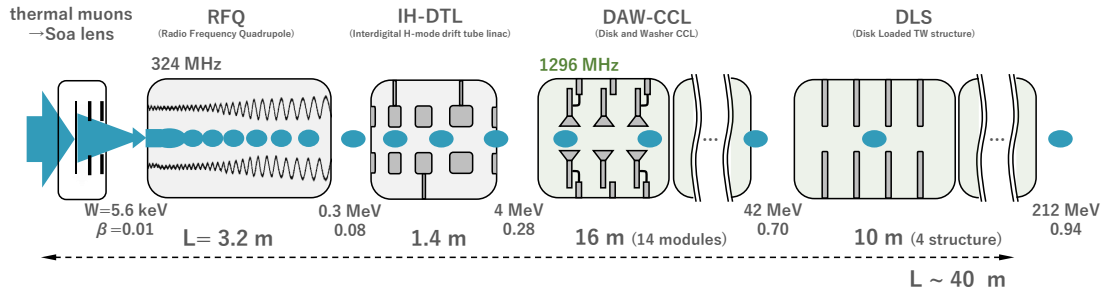 thermal muons
→Soa lens
RFQ
(Radio Frequency Quadrupole)
IH-DTL
(Interdigital H-mode drift tube linac)
DAW-CCL
(Disk and Washer CCL)
DLS
(Disk Loaded TW structure)
324 MHz
1296 MHz
...
...
W=5.6 keV
β=0.01
L= 3.2 m
0.3 MeV
0.08
1.4 m
4 MeV
0.28
16 m (14 modules)
42 MeV
0.70
10 m (4 structure)
212 MeV
0.94
L ~ 40 m